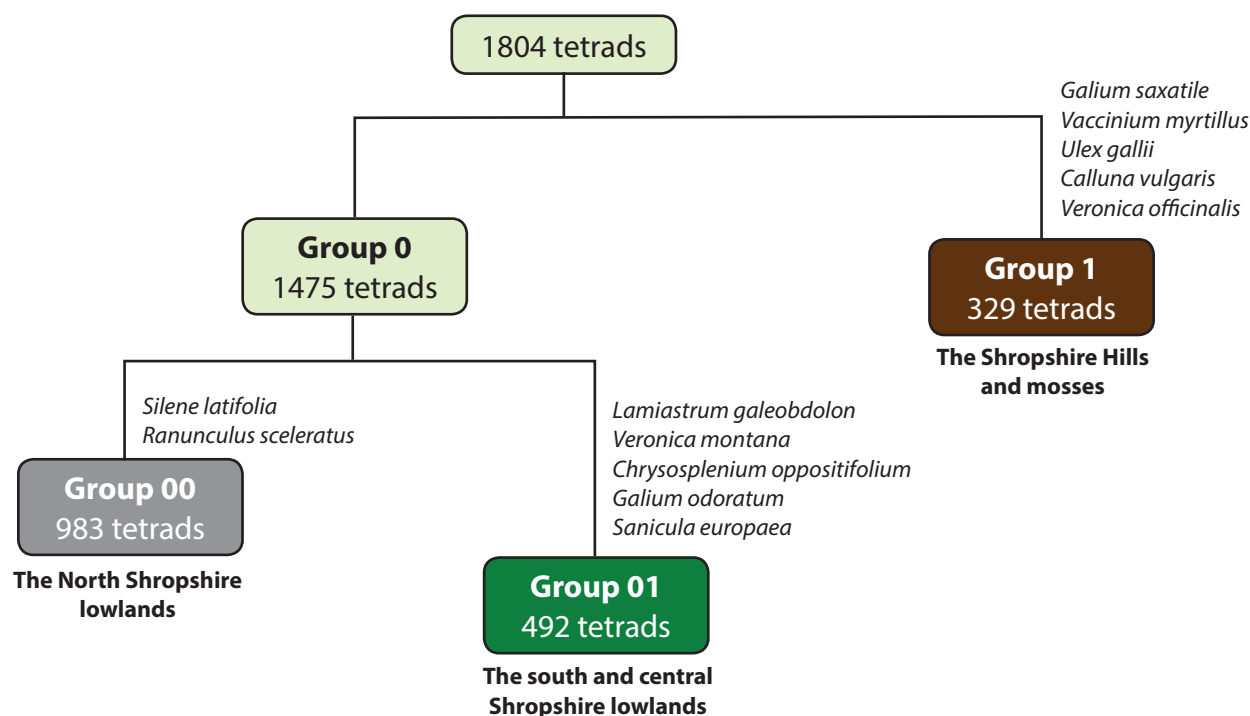 1804 tetrads
Galium saxatile
Vaccinium myrtillus
Ulex gallii
Calluna vulgaris
Veronica officinalis
Group 0
1475 tetrads
Group 1
329 tetrads
The Shropshire Hills
and mosses
Silene latifolia
Ranunculus sceleratus
Lamiastrum galeobdolon
Veronica montana
Chrysosplenium oppositifolium
Galium odoratum
Sanicula europaea
Group 00
983 tetrads
The North Shropshire
lowlands
Group 01
492 tetrads
The south and central
Shropshire lowlands